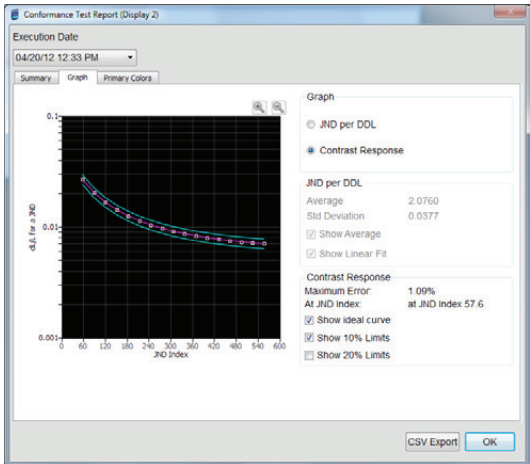 Conformance Test Report (Display 2)
Execution Date
04/20/12 12:33 PM
Summary Graph Primary Colors
0.1
0.01
0.001
dL/L for a JND
0 60 120 180 240 300 360 420 480 540 600
JND Index
Graph
JND per DDL
Contrast Response
JND per DDL
Average 2.0760
Std Deviation 0.0377
Show Average
Show Linear Fit
Contrast Response
Maximum Error: 1.09%
At JND Index: at JND Index 57.6
Show ideal curve
Show 10% Limits
Show 20% Limits
CSV Export OK